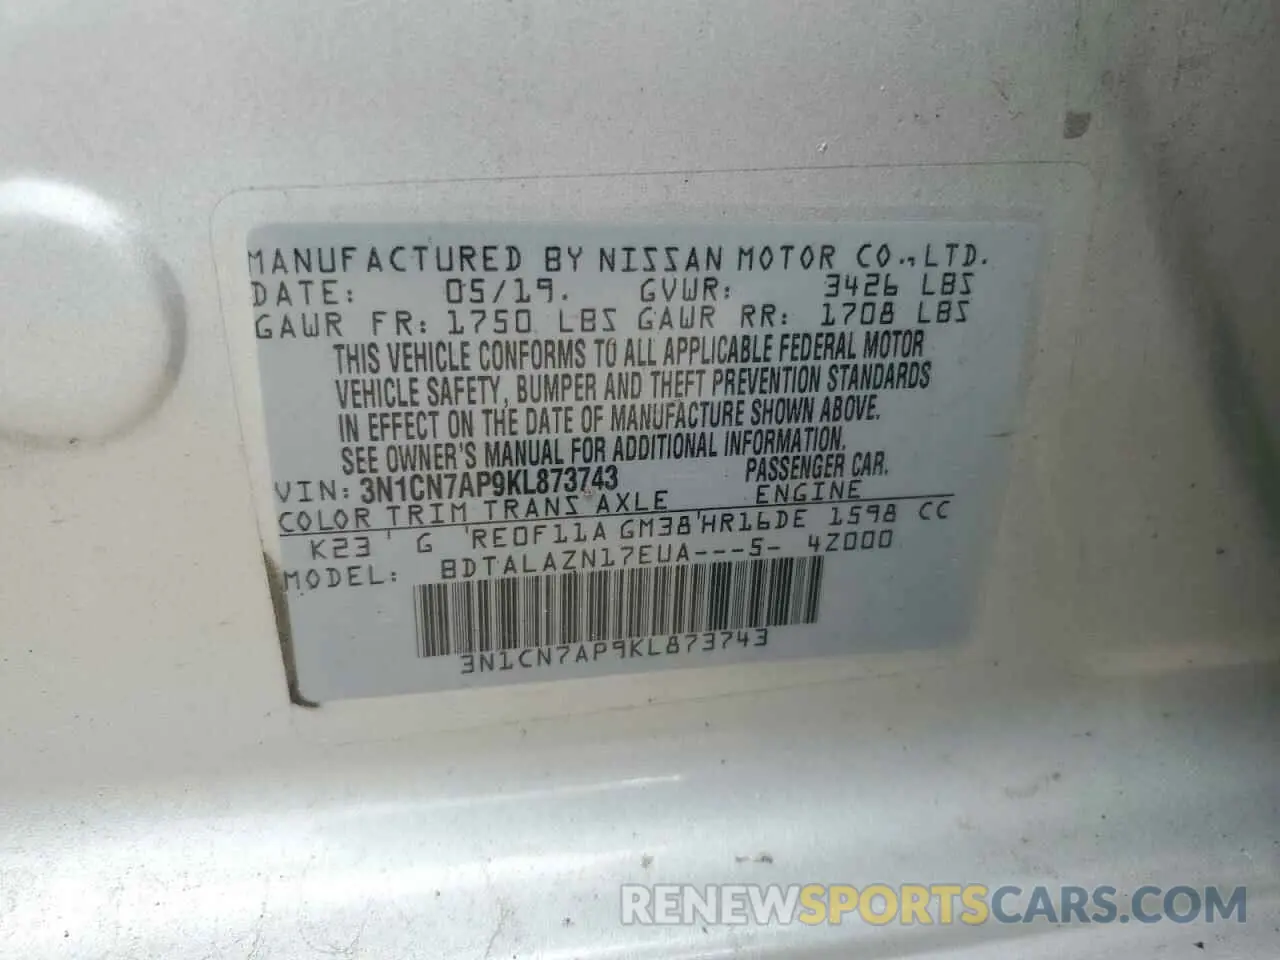 MANUFACTURED BY NISSAN MOTOR CO., LTD.
DATE: 05/19. GVWR: 3426 LBS
GAWR FR: 1750 LBS GAWR RR: 1708 LBS
THIS VEHICLE CONFORMS TO ALL APPLICABLE FEDERAL MOTOR
VEHICLE SAFETY, BUMPER AND THEFT PREVENTION STANDARDS
IN EFFECT ON THE DATE OF MANUFACTURE SHOWN ABOVE.
SEE OWNER'S MANUAL FOR ADDITIONAL INFORMATION.
VIN: 3N1CN7AP9KL873743 PASSENGER CAR.
COLOR TRIM TRANS AXLE ENGINE
K23 G RE0F11A GM38 HR16DE 1598 CC
MODEL: BDTALAZN17EUA---5- 4Z000
3N1CN7AP9KL873743
RENEWSPORTSCARS.COM